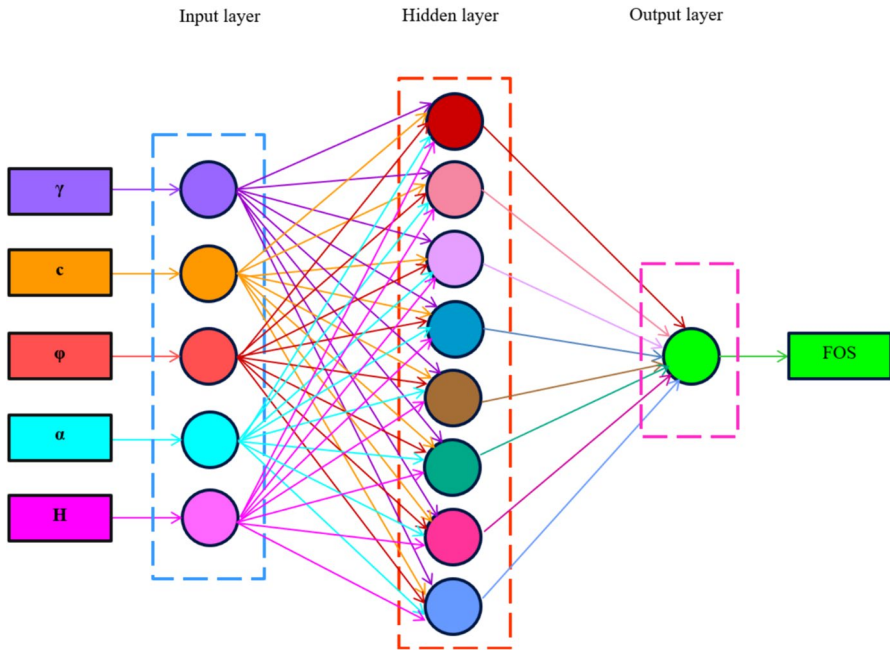 Input layer
Hidden layer
Output layer
γ
c
φ
α
H
FOS